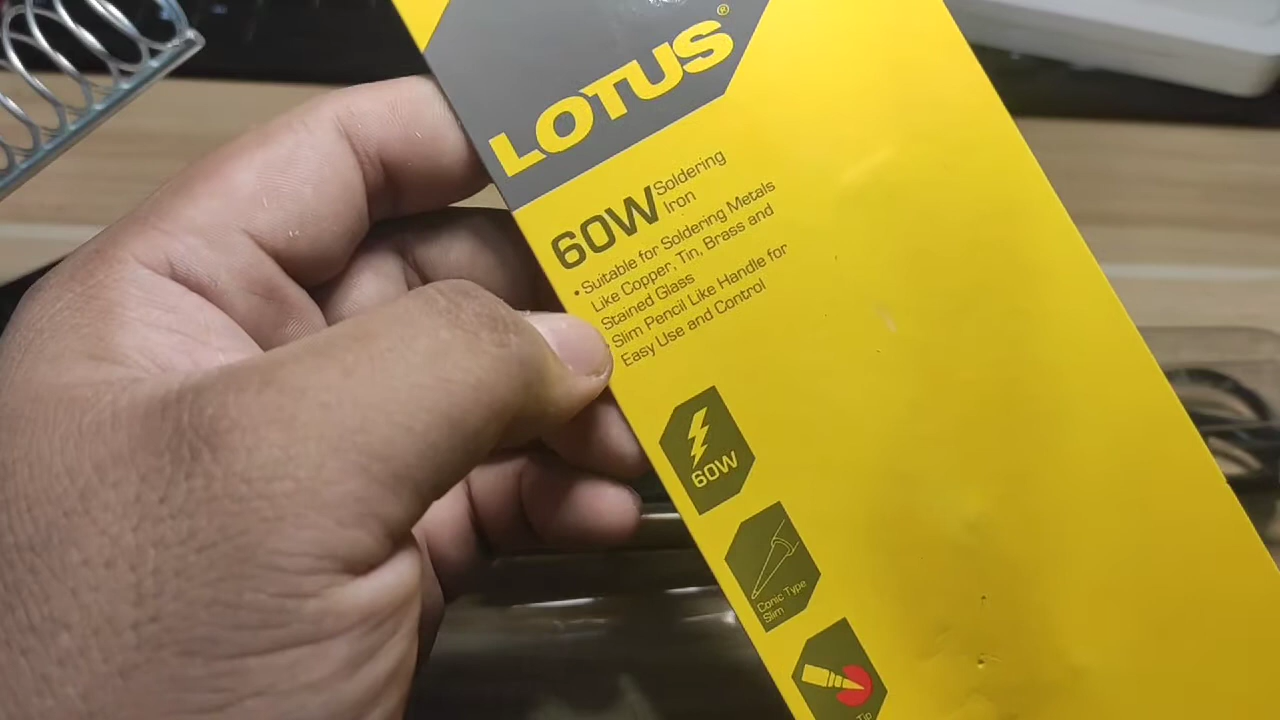 LOTUS®
60W Soldering
Iron
• Suitable for Soldering Metals
Like Copper, Tin, Brass and
Stained Glass
• Slim Pencil Like Handle for
Easy Use and Control
60W
Conic Type
Slim
Tip